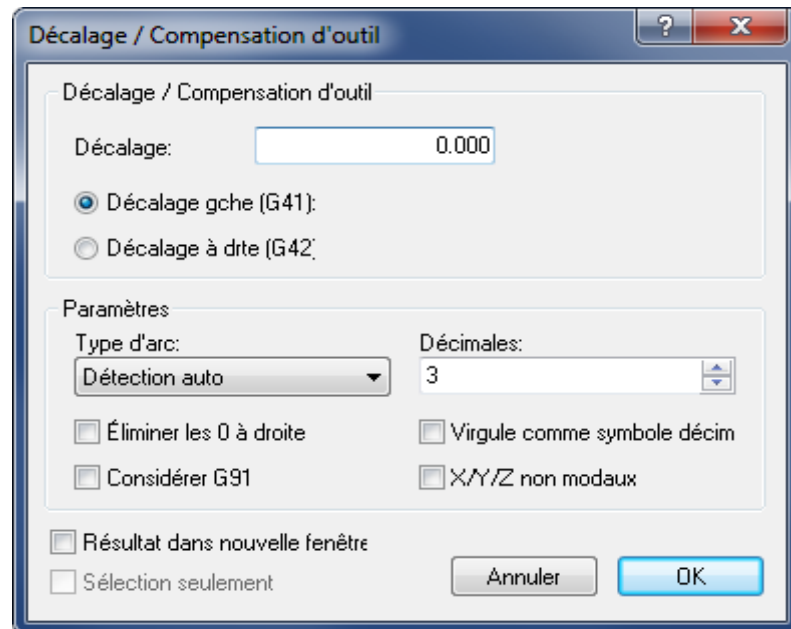 Décalage / Compensation d'outil
Décalage / Compensation d'outil
Décalage: 0.000
Décalage gche (G41):
Décalage à drte (G42)
Paramètres
Type d'arc: Décimales:
Détection auto 3
Éliminer les 0 à droite Virgule comme symbole décim
Considérer G91 X/Y/Z non modaux
Résultat dans nouvelle fenêtre
Sélection seulement Annuler OK